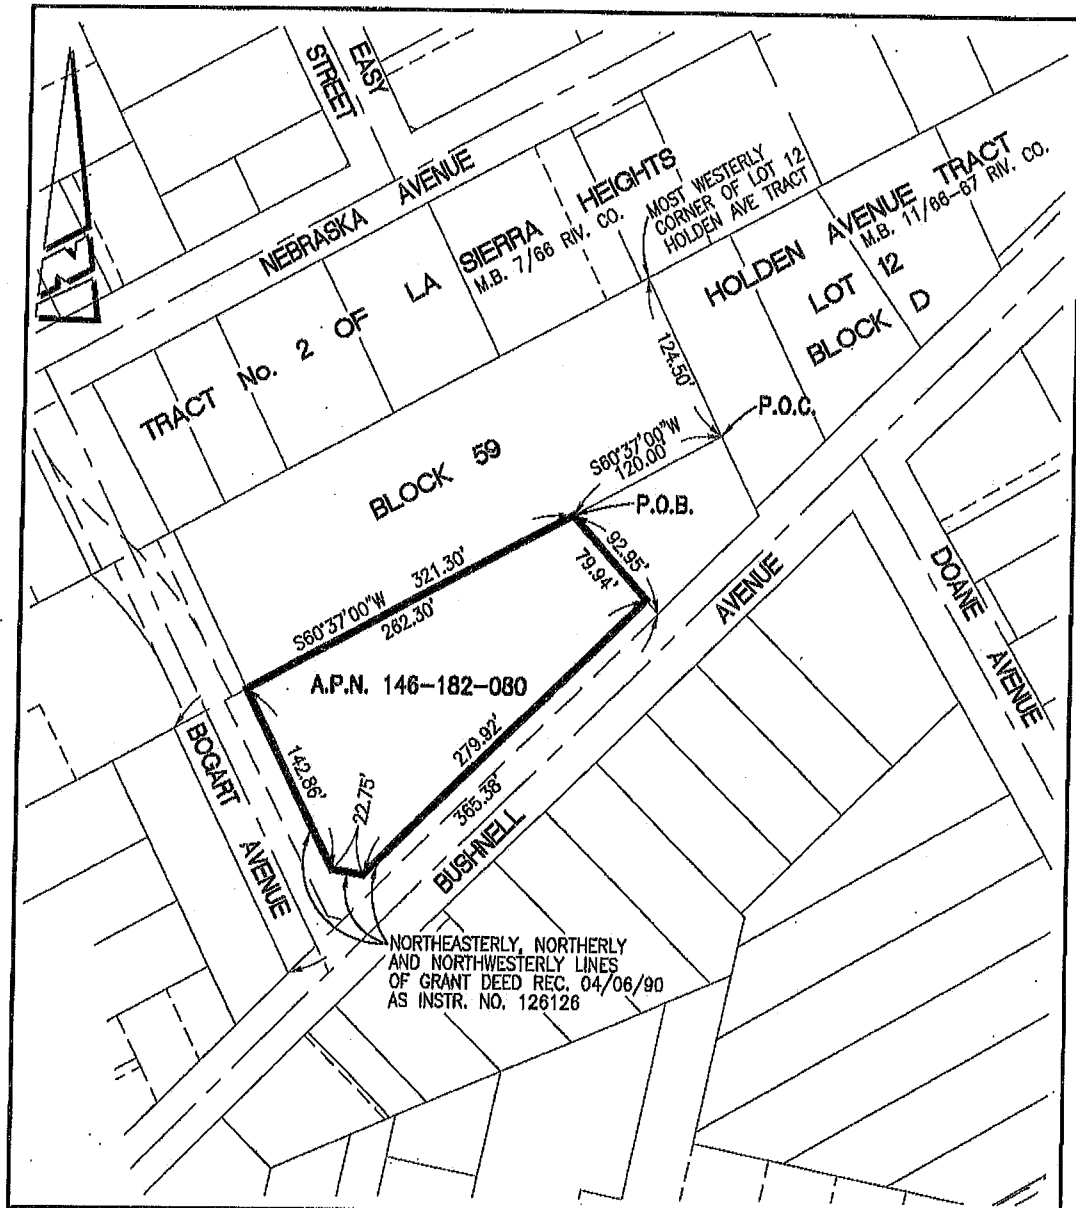 EASY
STREET
NEBRASKA AVENUE
TRACT No. 2 OF LA SIERRA HEIGHTS
M.B. 7/66 RIV. CO.
MOST WESTERLY
CORNER OF LOT 12
HOLDEN AVE TRACT
HOLDEN AVENUE TRACT
M.B. 11/66-67 RIV. CO.
LOT 12
BLOCK D
124.50'
P.O.C.
S60°37'00"W
120.00'
BLOCK 59
P.O.B.
92.95'
79.94'
321.30'
S60°37'00"W
262.30'
A.P.N. 146-182-080
DOANE AVENUE
BOGART AVENUE
142.86'
22.75'
279.92'
365.38'
BUSHNELL AVENUE
NORTHEASTERLY, NORTHERLY
AND NORTHWESTERLY LINES
OF GRANT DEED REC. 04/06/90
AS INSTR. NO. 126126